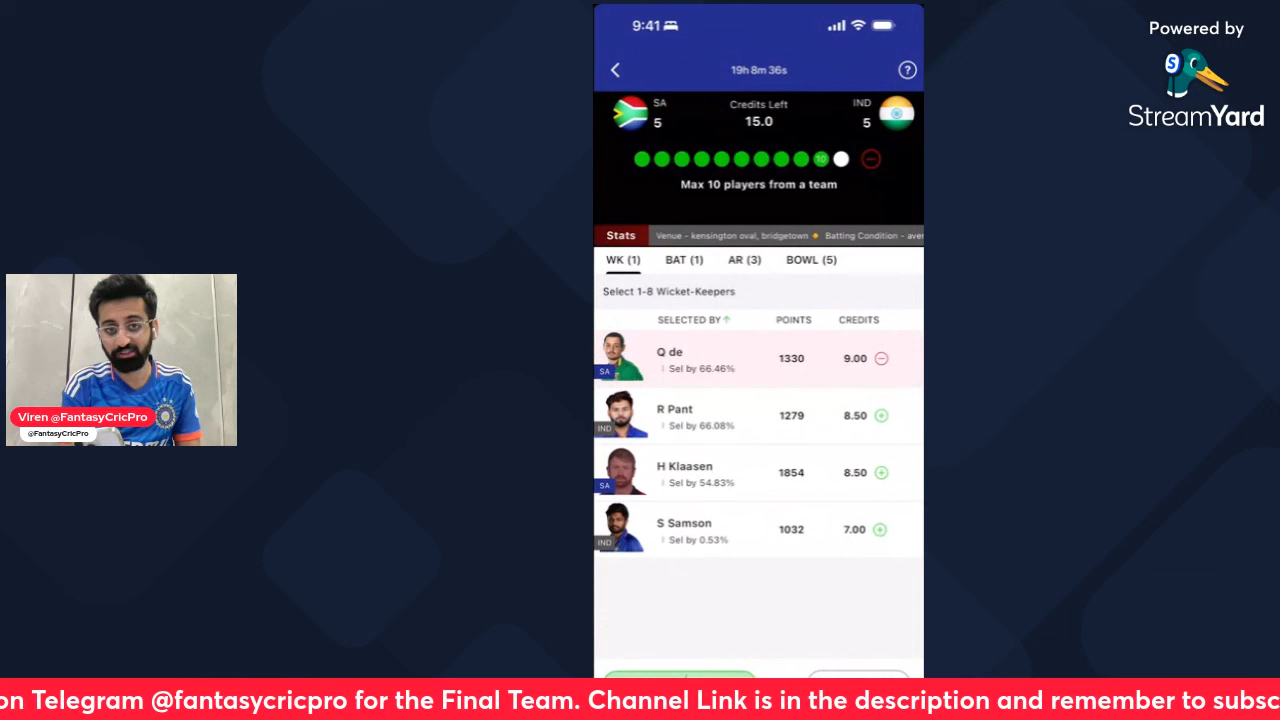 Powered by
StreamYard
9:41
19h 8m 36s
?
SA
5
Credits Left
15.0
IND
5
10
Max 10 players from a team
Stats
Venue - kensington oval, bridgetown
Batting Condition - aver
WK (1)
BAT (1)
AR (3)
BOWL (5)
Select 1-8 Wicket-Keepers
SELECTED BY
POINTS
CREDITS
Q de
Sel by 66.46%
SA
1330
9.00
R Pant
Sel by 66.08%
IND
1279
8.50
H Klaasen
Sel by 54.83%
SA
1854
8.50
S Samson
Sel by 0.53%
IND
1032
7.00
Viren @FantasyCricPro
@FantasyCricPro
on Telegram @fantasycricpro for the Final Team. Channel Link is in the description and remember to subsc